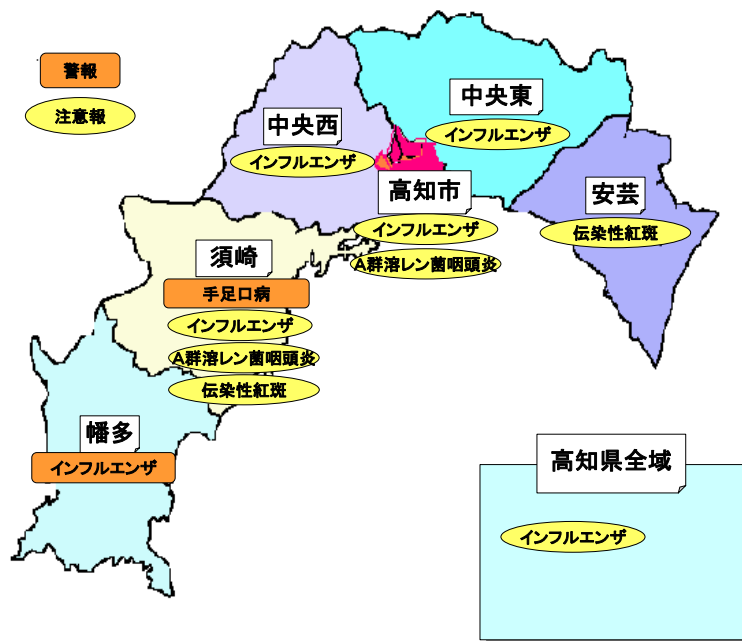 警報
注意報
中央東
インフルエンザ
中央西
インフルエンザ
高知市
インフルエンザ
A群溶レン菌咽頭炎
安芸
伝染性紅斑
須崎
手足口病
インフルエンザ
A群溶レン菌咽頭炎
伝染性紅斑
幡多
インフルエンザ
高知県全域
インフルエンザ